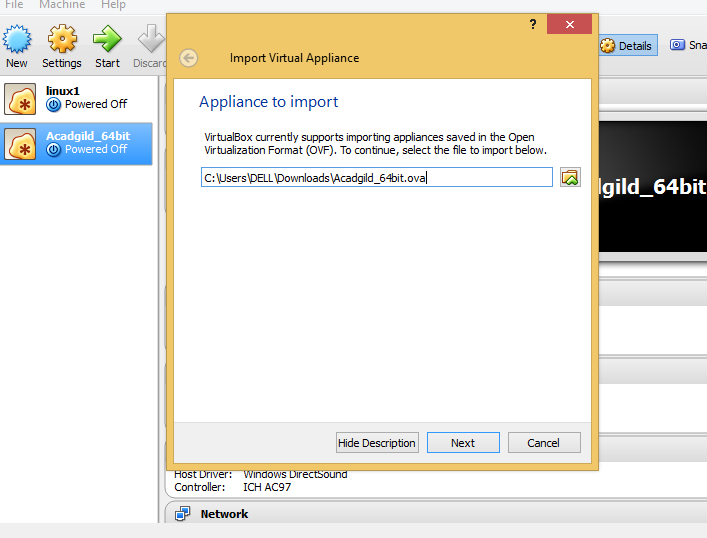 File Machine Help
?
Import Virtual Appliance
New Settings Start Discard
Details
Sna
linux1
Powered Off
Acadgild_64bit
Powered Off
Appliance to import
VirtualBox currently supports importing appliances saved in the Open
Virtualization Format (OVF). To continue, select the file to import below.
C:\Users\DELL\Downloads\Acadgild_64bit.ova
dgild_64bit
Hide Description Next Cancel
Host Driver: Windows DirectSound
Controller: ICH AC97
Network